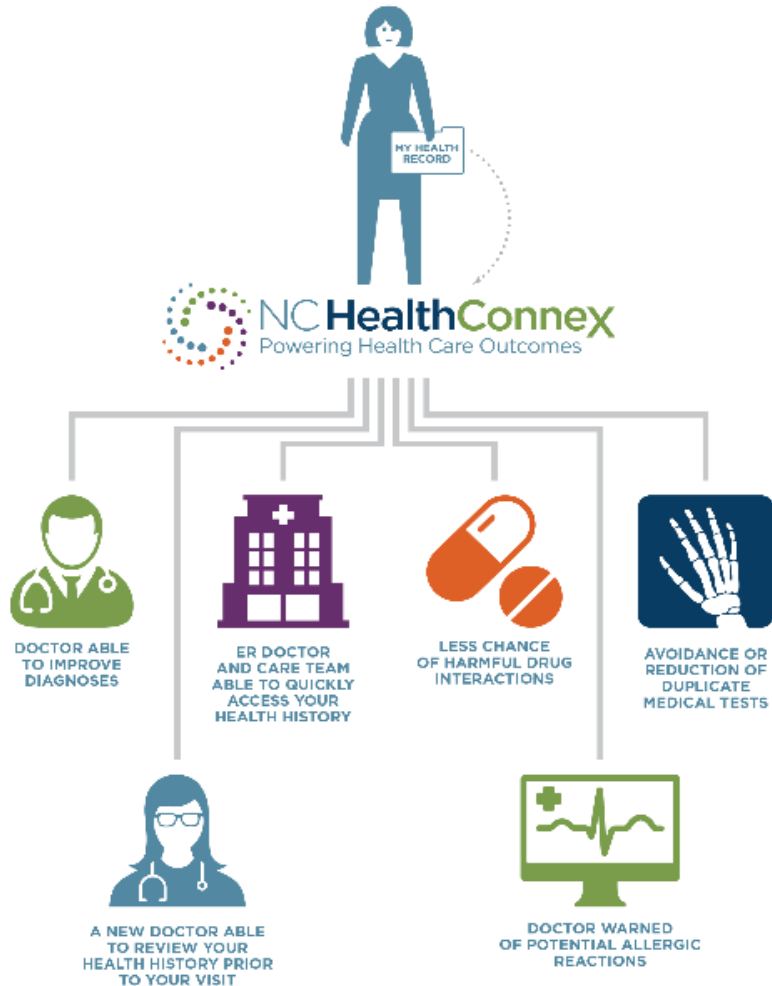 MY HEALTH
RECORD
NC HealthConnex
Powering Health Care Outcomes
DOCTOR ABLE
TO IMPROVE
DIAGNOSES
ER DOCTOR
AND CARE TEAM
ABLE TO QUICKLY
ACCESS YOUR
HEALTH HISTORY
LESS CHANCE
OF HARMFUL DRUG
INTERACTIONS
AVOIDANCE OR
REDUCTION OF
DUPLICATE
MEDICAL TESTS
A NEW DOCTOR ABLE
TO REVIEW YOUR
HEALTH HISTORY PRIOR
TO YOUR VISIT
DOCTOR WARNED
OF POTENTIAL ALLERGIC
REACTIONS